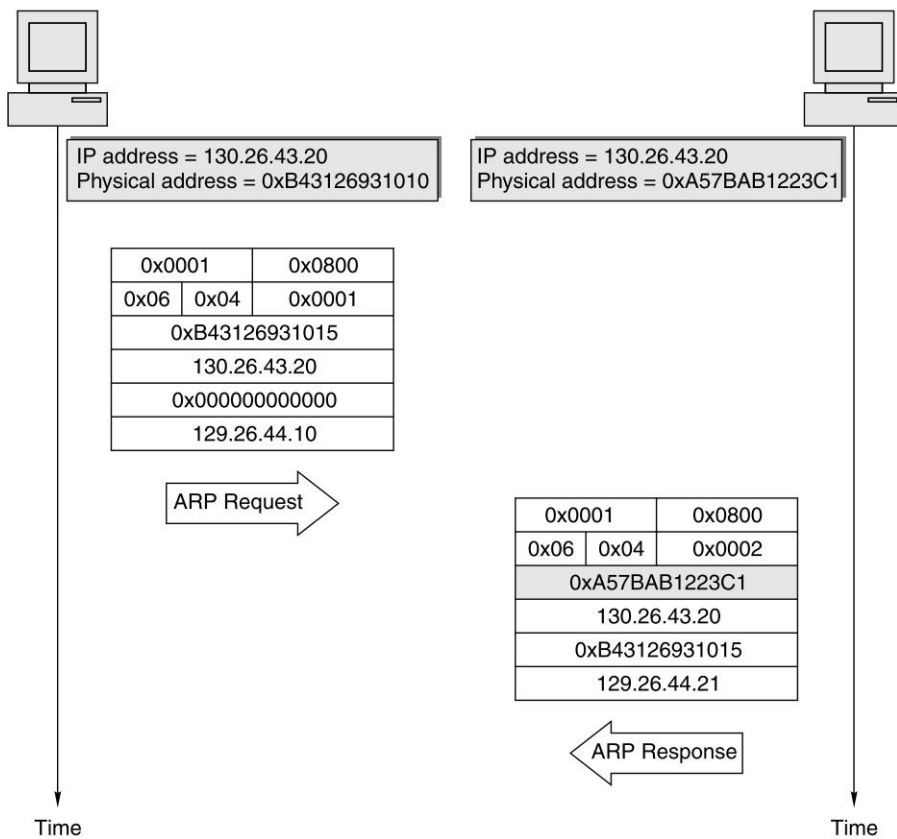 IP address = 130.26.43.20
Physical address = 0xB43126931010
IP address = 130.26.43.20
Physical address = 0xA57BAB1223C1
0x0001 0x0800
0x06 0x04 0x0001
0xB43126931015
130.26.43.20
0x000000000000
129.26.44.10
ARP Request
0x0001 0x0800
0x06 0x04 0x0002
0xA57BAB1223C1
130.26.43.20
0xB43126931015
129.26.44.21
ARP Response
Time
Time